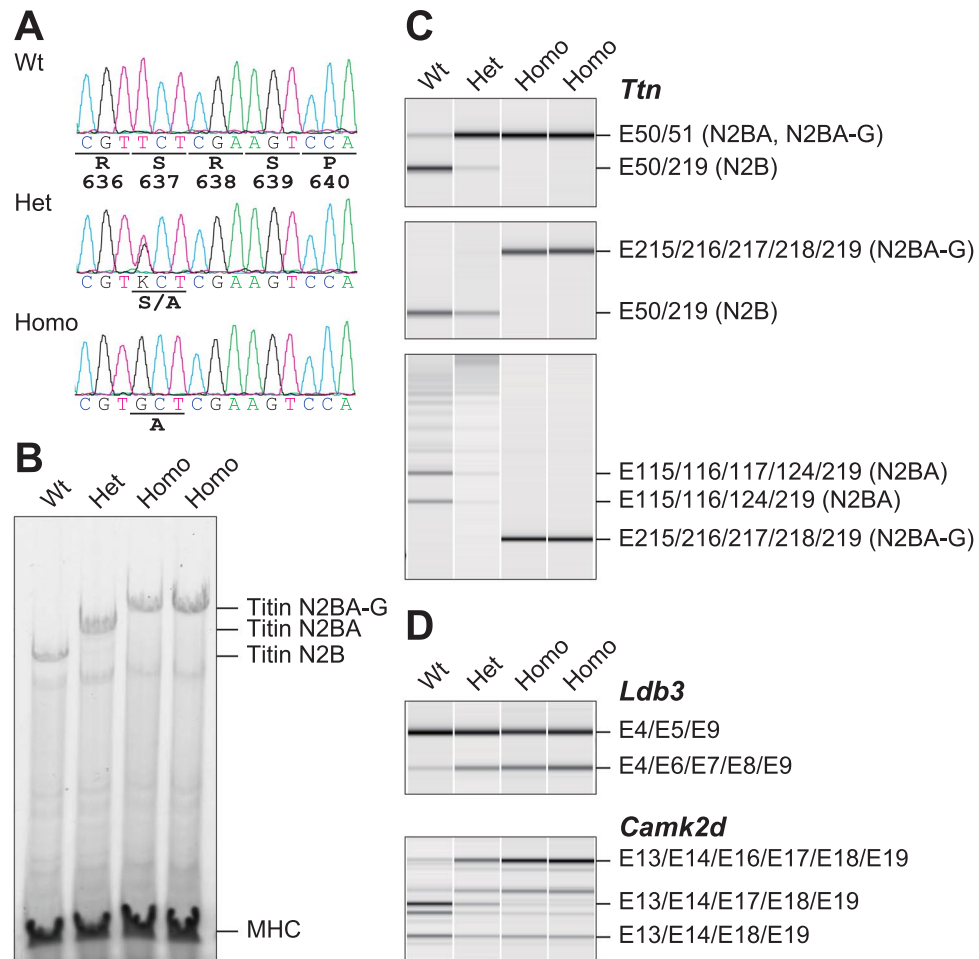 A
Wt
C G T T C T C G A A G T C C A
R S R S P
636 637 638 639 640
Het
C G T K C T C G A A G T C C A
S/A
Homo
C G T G C T C G A A G T C C A
A
B
Wt Het Homo Homo
Titin N2BA-G
Titin N2BA
Titin N2B
MHC
C
Wt Het Homo Homo
Ttn
E50/51 (N2BA, N2BA-G)
E50/219 (N2B)
E215/216/217/218/219 (N2BA-G)
E50/219 (N2B)
E115/116/117/124/219 (N2BA)
E115/116/124/219 (N2BA)
E215/216/217/218/219 (N2BA-G)
D
Wt Het Homo Homo
Ldb3
E4/E5/E9
E4/E6/E7/E8/E9
Camk2d
E13/E14/E16/E17/E18/E19
E13/E14/E17/E18/E19
E13/E14/E18/E19